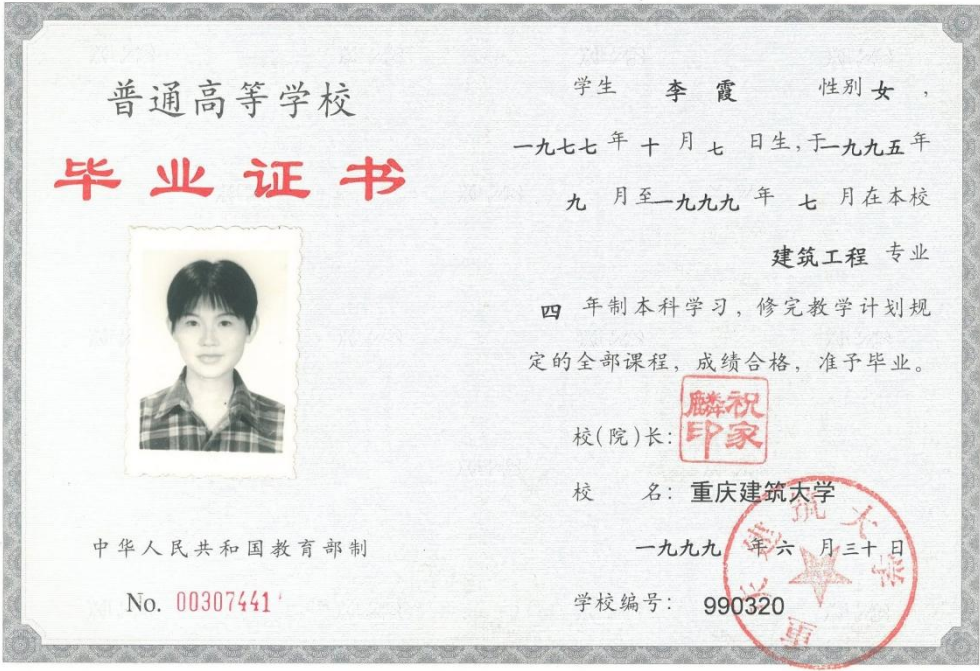 普通高等学校
毕业证书
中华人民共和国教育部制
No. 00307441
学生 李霞 性别 女，
一九七七 年 十 月 七 日生，于一九九五年
九 月至一九九九 年 七 月在本校
建筑工程 专业
四 年制本科学习，修完教学计划规
定的全部课程，成绩合格，准予毕业。
校(院)长：
祝家麟印
校 名：重庆建筑大学
一九九九 年六 月三十日
学校编号： 990320
重庆建筑大学